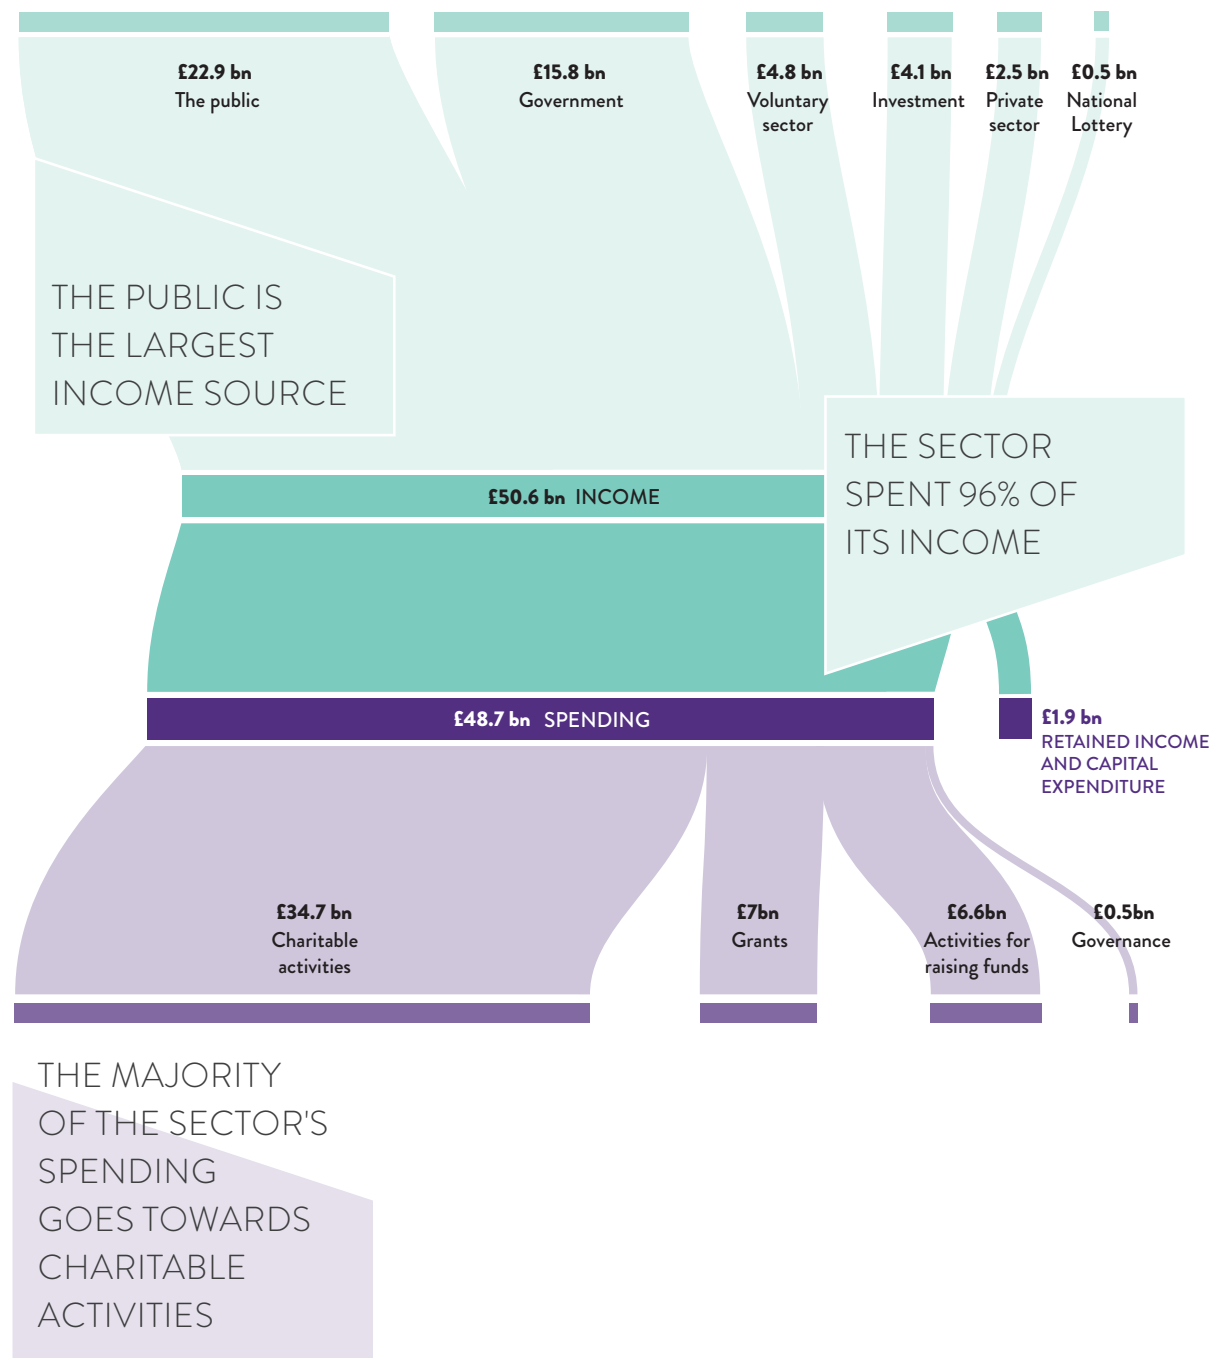 £22.9 bn
The public
£15.8 bn
Government
£4.8 bn
Voluntary
sector
£4.1 bn
Investment
£2.5 bn
Private
sector
£0.5 bn
National
Lottery
THE PUBLIC IS
THE LARGEST
INCOME SOURCE
£50.6 bn INCOME
THE SECTOR
SPENT 96% OF
ITS INCOME
£48.7 bn SPENDING
£1.9 bn
RETAINED INCOME
AND CAPITAL
EXPENDITURE
£34.7 bn
Charitable
activities
£7bn
Grants
£6.6bn
Activities for
raising funds
£0.5bn
Governance
THE MAJORITY
OF THE SECTOR'S
SPENDING
GOES TOWARDS
CHARITABLE
ACTIVITIES